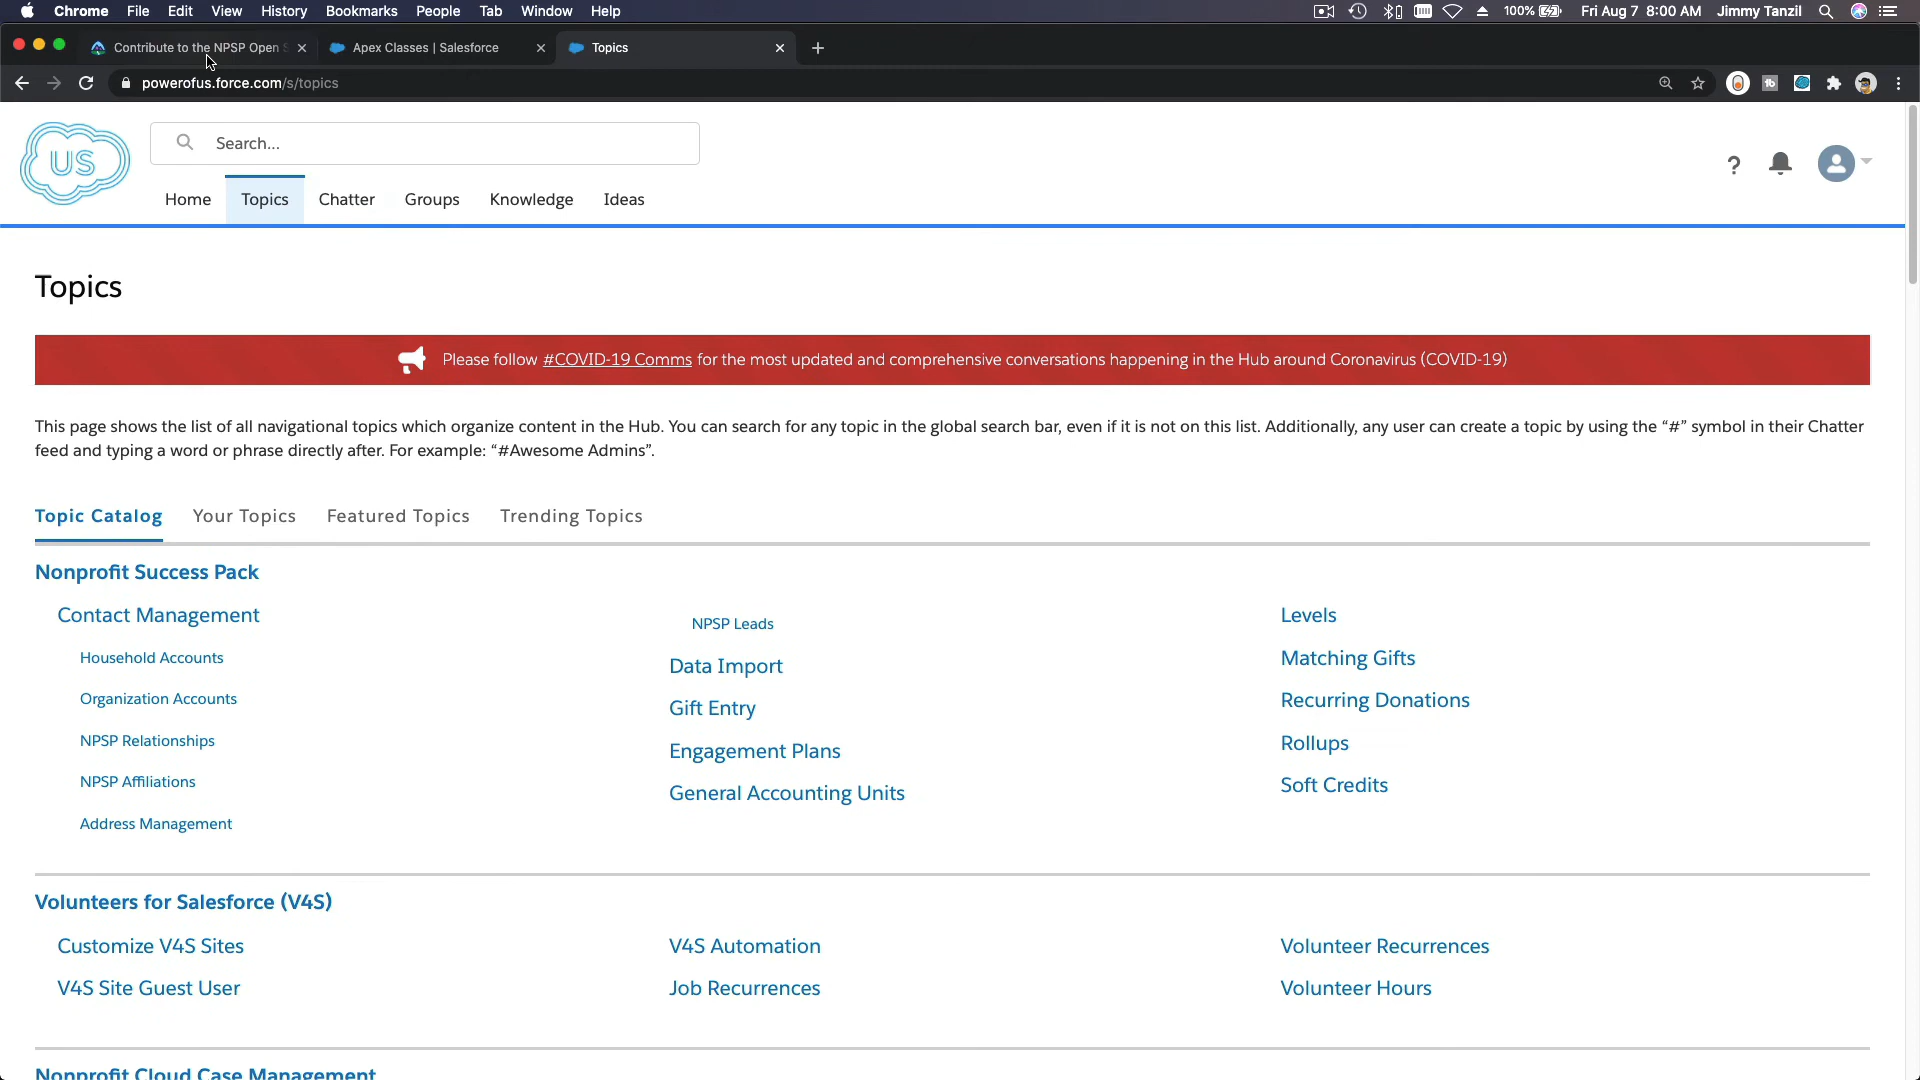 Chrome File Edit View History Bookmarks People Tab Window Help 100% Fri Aug 7 8:00 AM Jimmy Tanzil
Contribute to the NPSP Open S Apex Classes | Salesforce Topics
powerofus.force.com/s/topics
US
Search...
?
Home Topics Chatter Groups Knowledge Ideas
Topics
Please follow #COVID-19 Comms for the most updated and comprehensive conversations happening in the Hub around Coronavirus (COVID-19)
This page shows the list of all navigational topics which organize content in the Hub. You can search for any topic in the global search bar, even if it is not on this list. Additionally, any user can create a topic by using the “#” symbol in their Chatter
feed and typing a word or phrase directly after. For example: “#Awesome Admins”.
Topic Catalog Your Topics Featured Topics Trending Topics
Nonprofit Success Pack
Contact Management
Household Accounts
Organization Accounts
NPSP Relationships
NPSP Affiliations
Address Management
NPSP Leads
Data Import
Gift Entry
Engagement Plans
General Accounting Units
Levels
Matching Gifts
Recurring Donations
Rollups
Soft Credits
Volunteers for Salesforce (V4S)
Customize V4S Sites
V4S Site Guest User
V4S Automation
Job Recurrences
Volunteer Recurrences
Volunteer Hours
Nonprofit Cloud Case Management